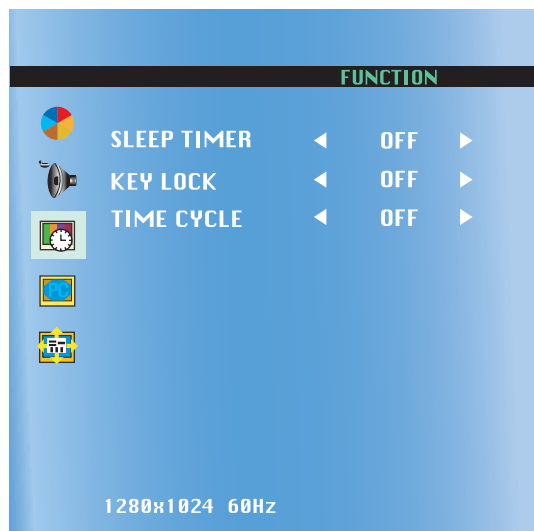 FUNCTION
SLEEP TIMER OFF
KEY LOCK OFF
TIME CYCLE OFF
PC
1280x1024 60Hz